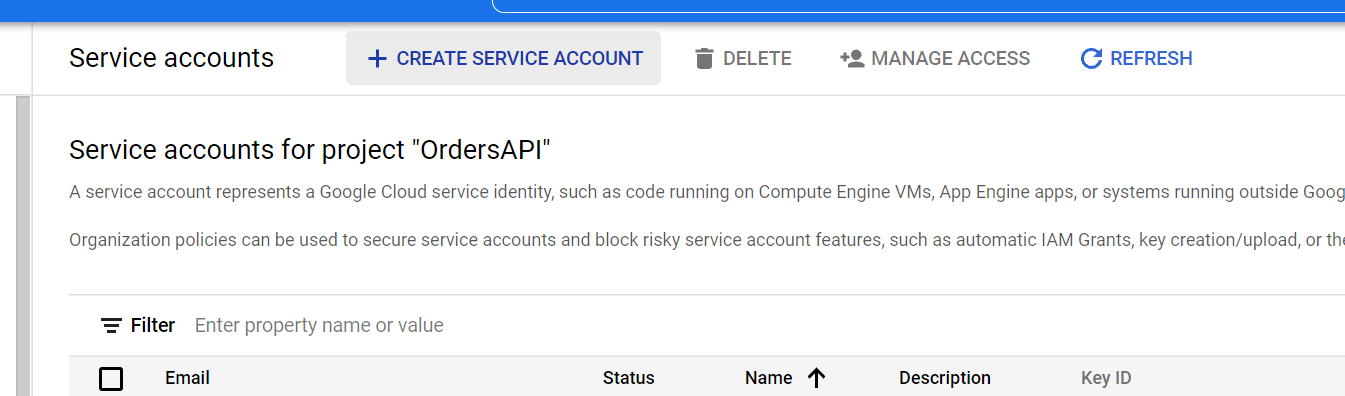 Service accounts + CREATE SERVICE ACCOUNT DELETE MANAGE ACCESS REFRESH
Service accounts for project "OrdersAPI"
A service account represents a Google Cloud service identity, such as code running on Compute Engine VMs, App Engine apps, or systems running outside Goog
Organization policies can be used to secure service accounts and block risky service account features, such as automatic IAM Grants, key creation/upload, or the
Filter Enter property name or value
Email Status Name Description Key ID